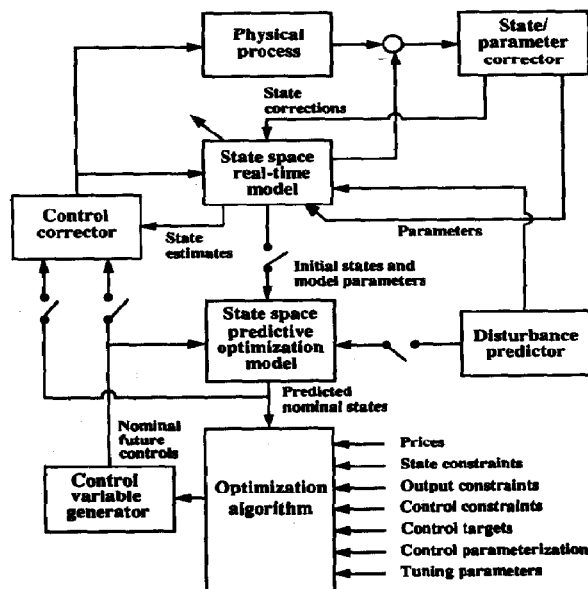 Physical
process
State/
parameter
corrector
State
corrections
State space
real-time
model
Control
corrector
State
estimates
Parameters
Initial states and
model parameters
State space
predictive
optimization
model
Disturbance
predictor
Predicted
nominal states
Nominal
future
controls
Control
variable
generator
Optimization
algorithm
Prices
State constraints
Output constraints
Control constraints
Control targets
Control parameterization
Tuning parameters